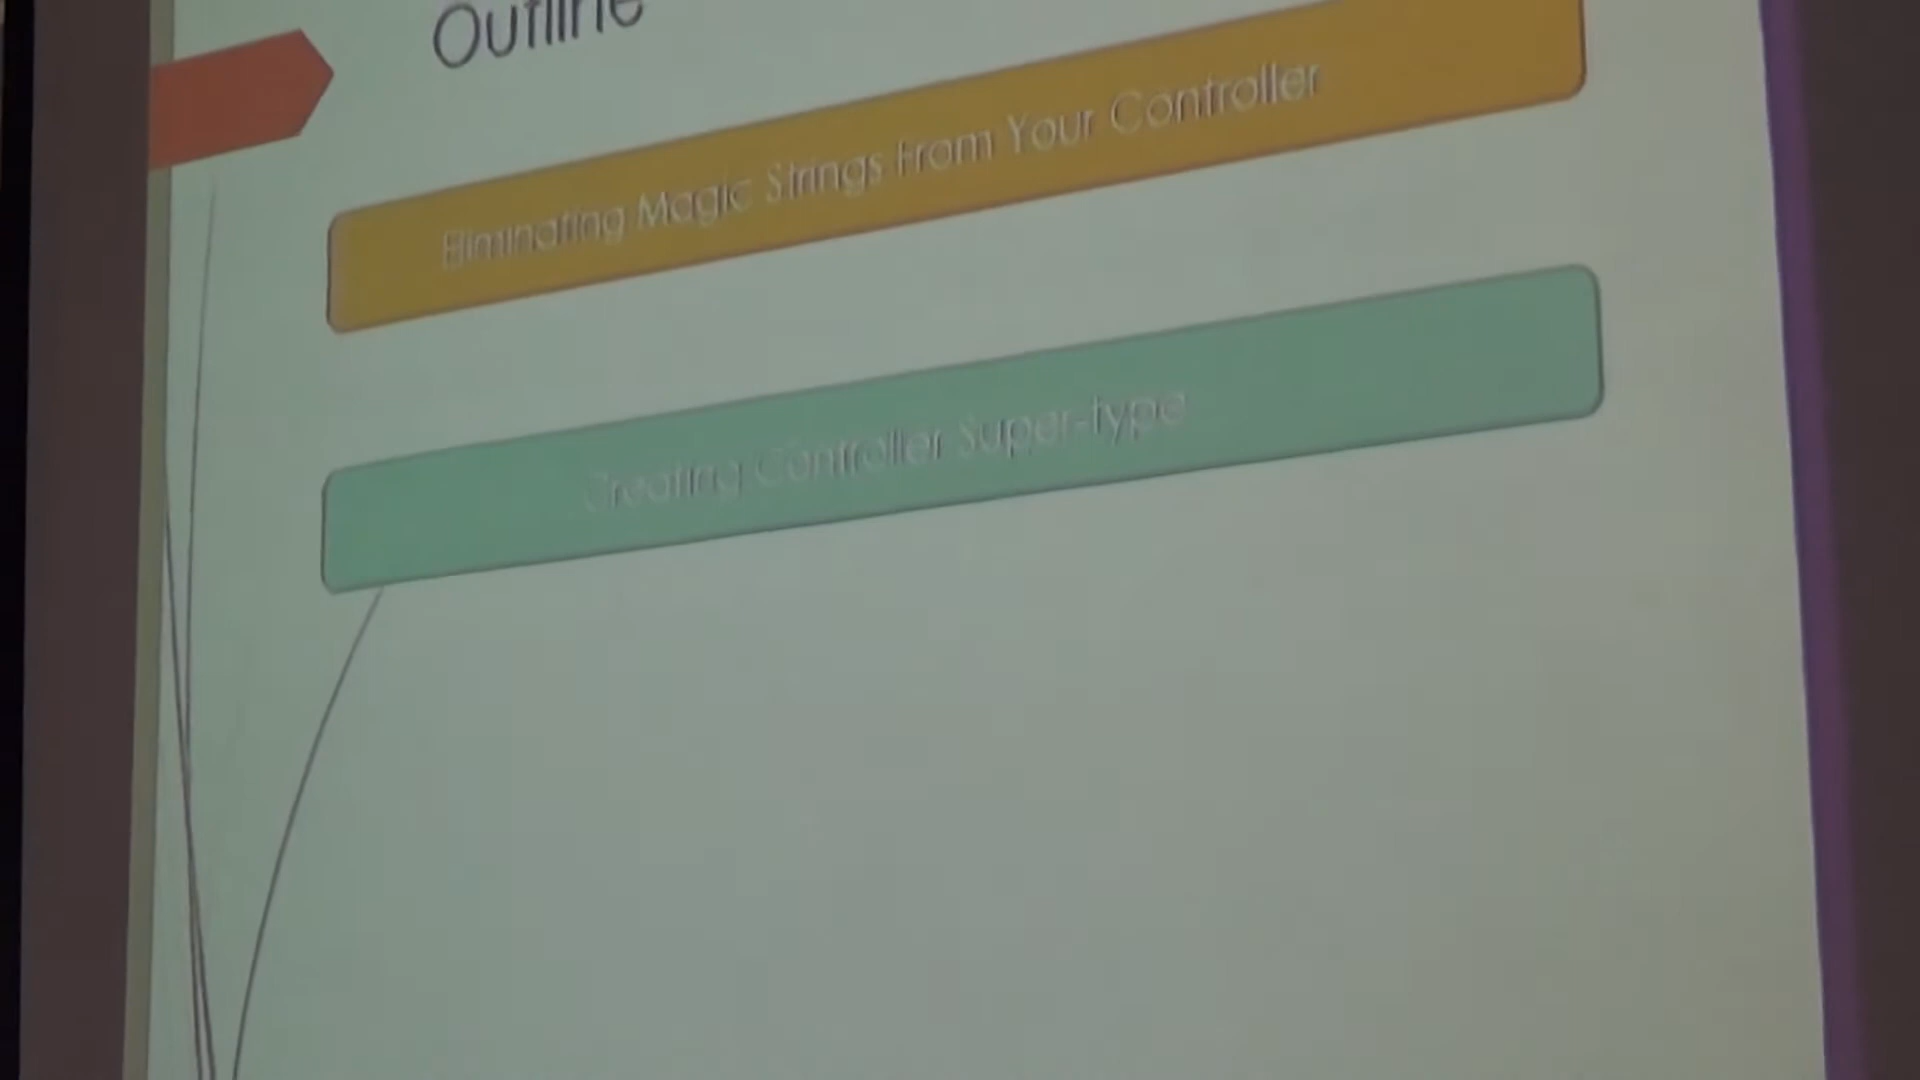 Outline
Eliminating Magic Strings From Your Controller
Creating Controller Super-type